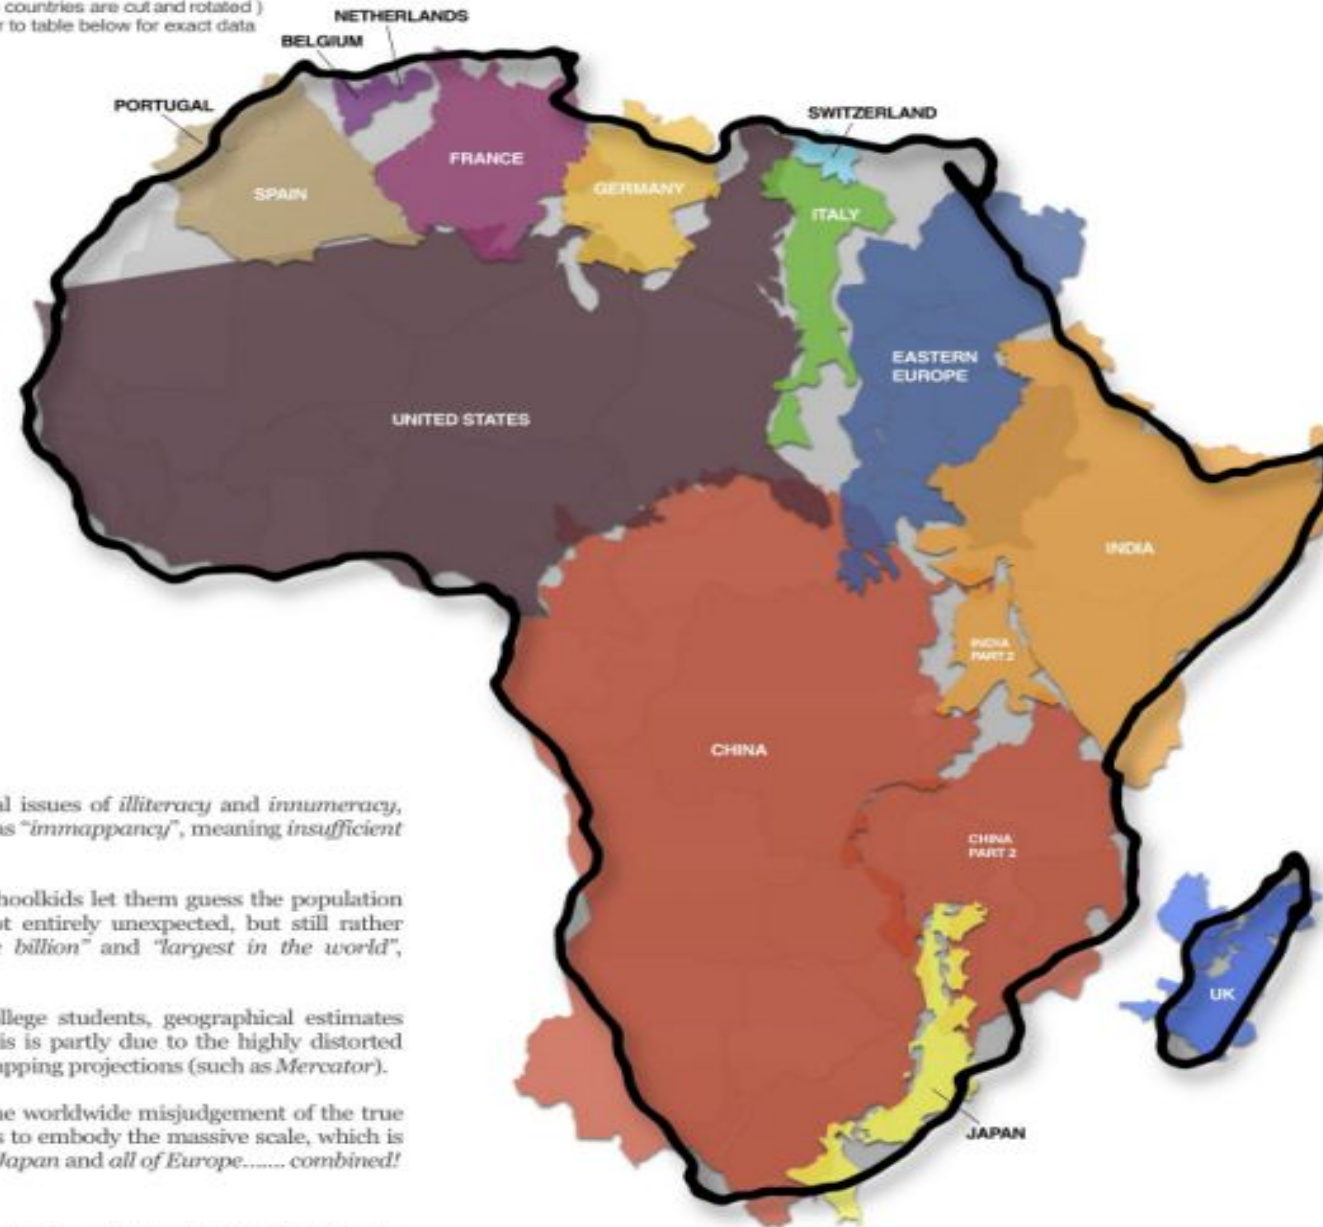 countries are cut and rotated )
r to table below for exact data
NETHERLANDS
BELGIUM
PORTUGAL
SWITZERLAND
FRANCE
SPAIN
GERMANY
ITALY
EASTERN
EUROPE
UNITED STATES
INDIA
INDIA
PART 2
CHINA
CHINA
PART 2
UK
JAPAN
al issues of illiteracy and innumeracy,
as “immappancy”, meaning insufficient
hoolkids let them guess the population
ot entirely unexpected, but still rather
billion” and “largest in the world”,
llege students, geographical estimates
is is partly due to the highly distorted
apping projections (such as Mercator).
he worldwide misjudgement of the true
s to embody the massive scale, which is
Japan and all of Europe....... combined!